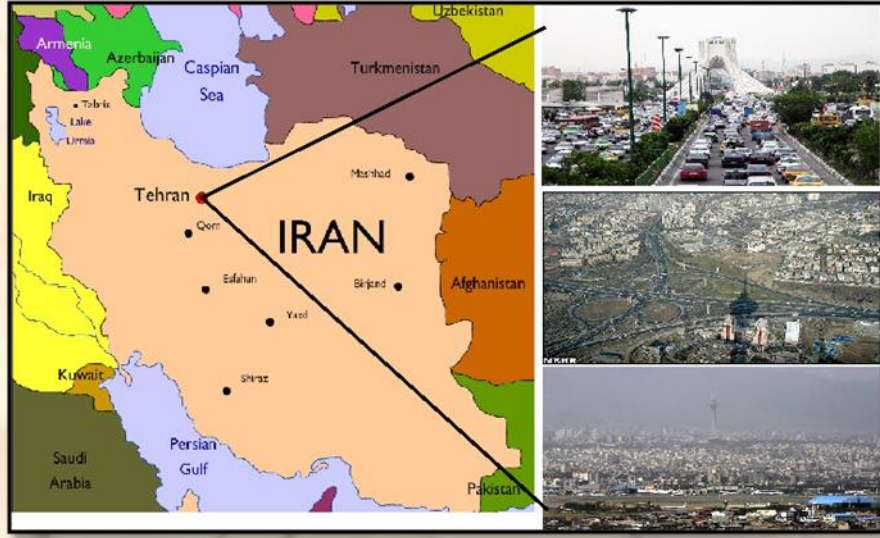 Uzbekistan
Armenia
Azerbaijan
Caspian
Sea
Turkmenistan
Tabriz
Lake
Urmia
Mashhad
Tehran
Iraq
Qom
IRAN
Esfahan
Birjand
Afghanistan
Yazd
Kuwait
Shiraz
Persian
Gulf
Saudi
Arabia
Pakistan